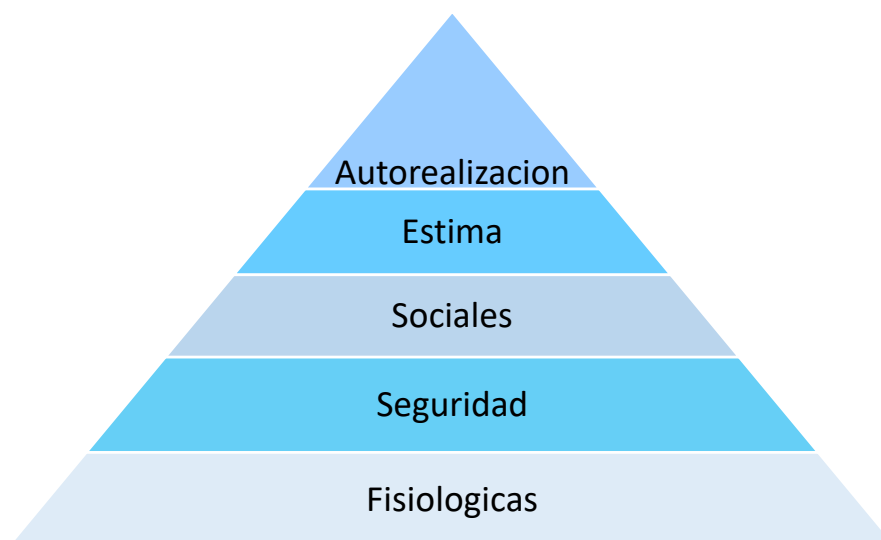 Autorealizacion
Estima
Sociales
Seguridad
Fisiologicas